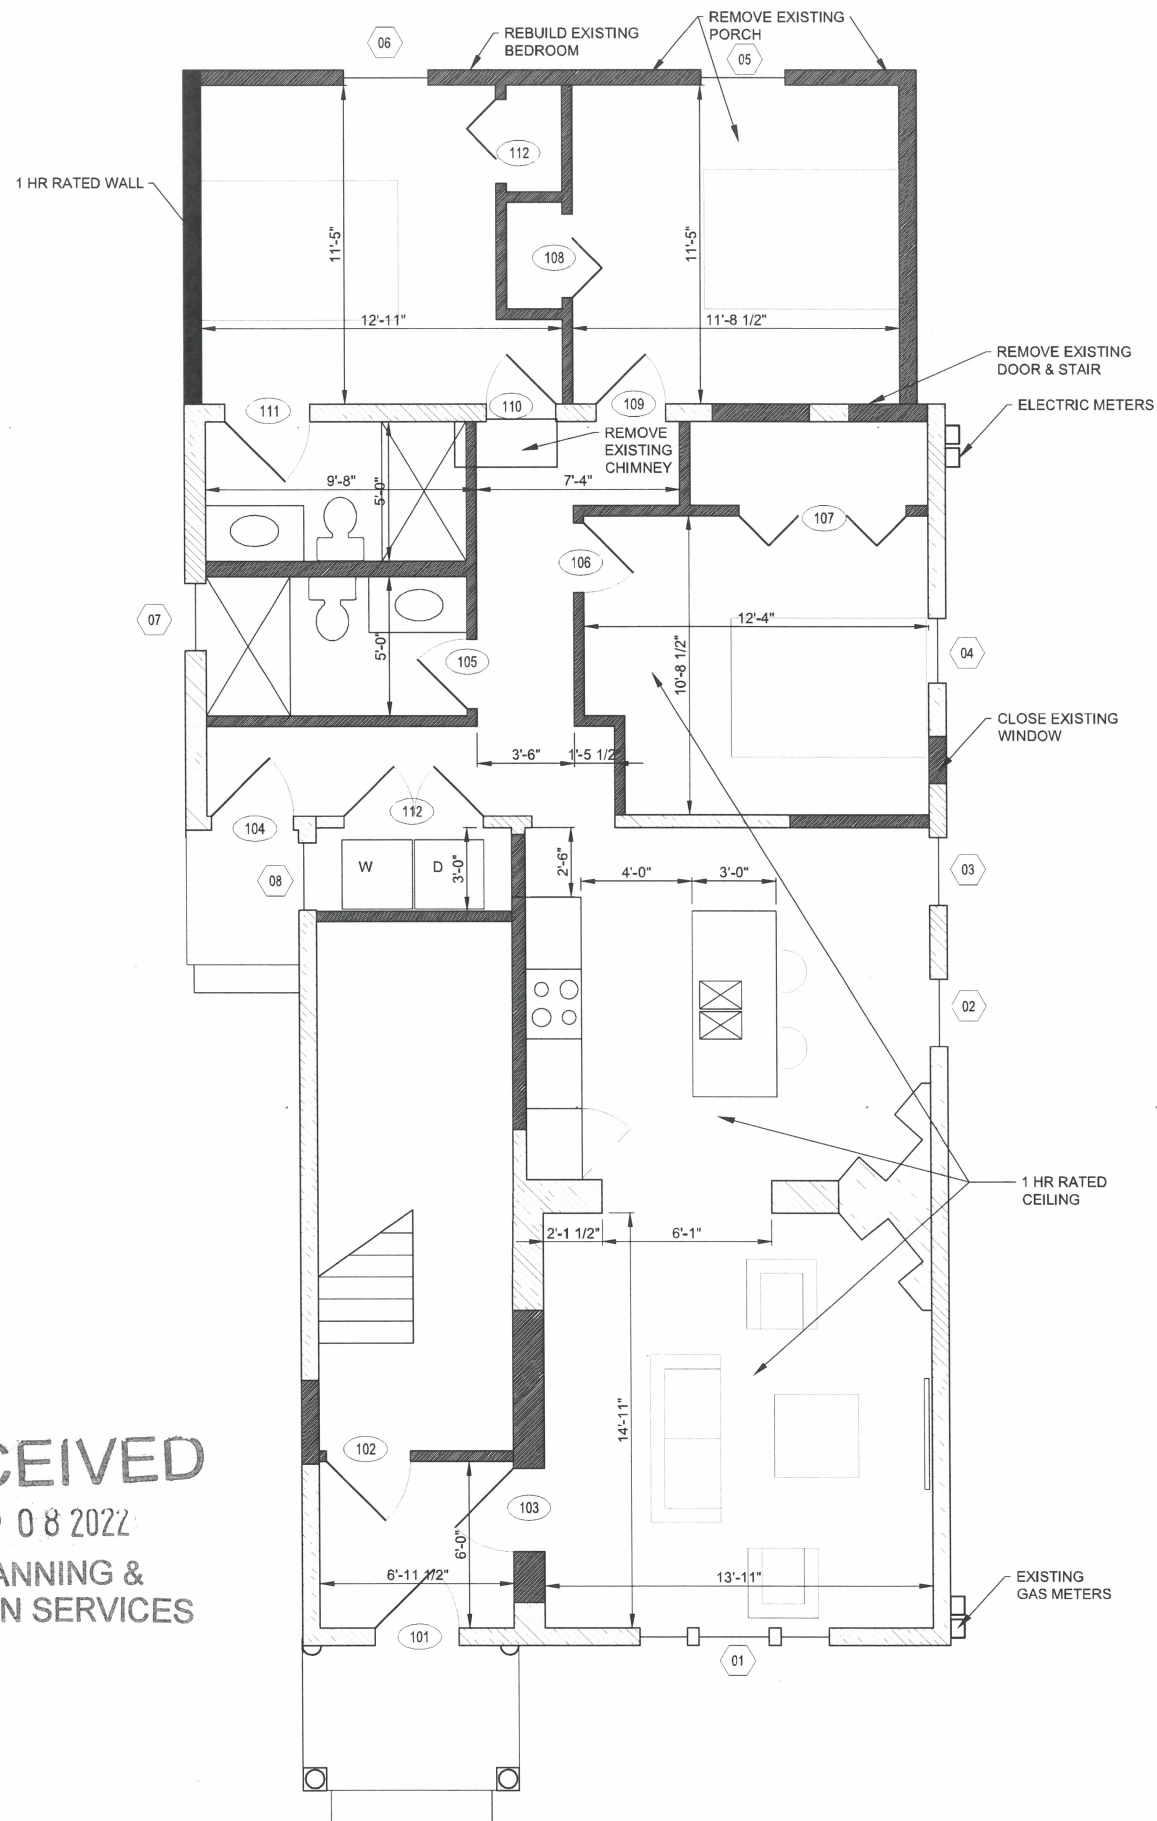 REMOVE EXISTING
PORCH
REBUILD EXISTING
BEDROOM
06
05
112
1 HR RATED WALL
11'-5"
108
11'-5"
12'-11"
11'-8 1/2"
REMOVE EXISTING
DOOR & STAIR
ELECTRIC METERS
111
110
109
REMOVE
EXISTING
CHIMNEY
9'-8"
5'-0"
7'-4"
107
106
07
12'-4"
04
5'-0"
105
10'-8 1/2"
CLOSE EXISTING
WINDOW
3'-6"
1'-5 1/2"
112
104
08
W
D
3'-0"
2'-6"
4'-0"
3'-0"
03
02
1 HR RATED
CEILING
2'-1 1/2"
6'-1"
14'-11"
102
103
6'-0"
6'-11 1/2"
13'-11"
EXISTING
GAS METERS
101
01
CEIVED
08 2022
ANNING &
N SERVICES